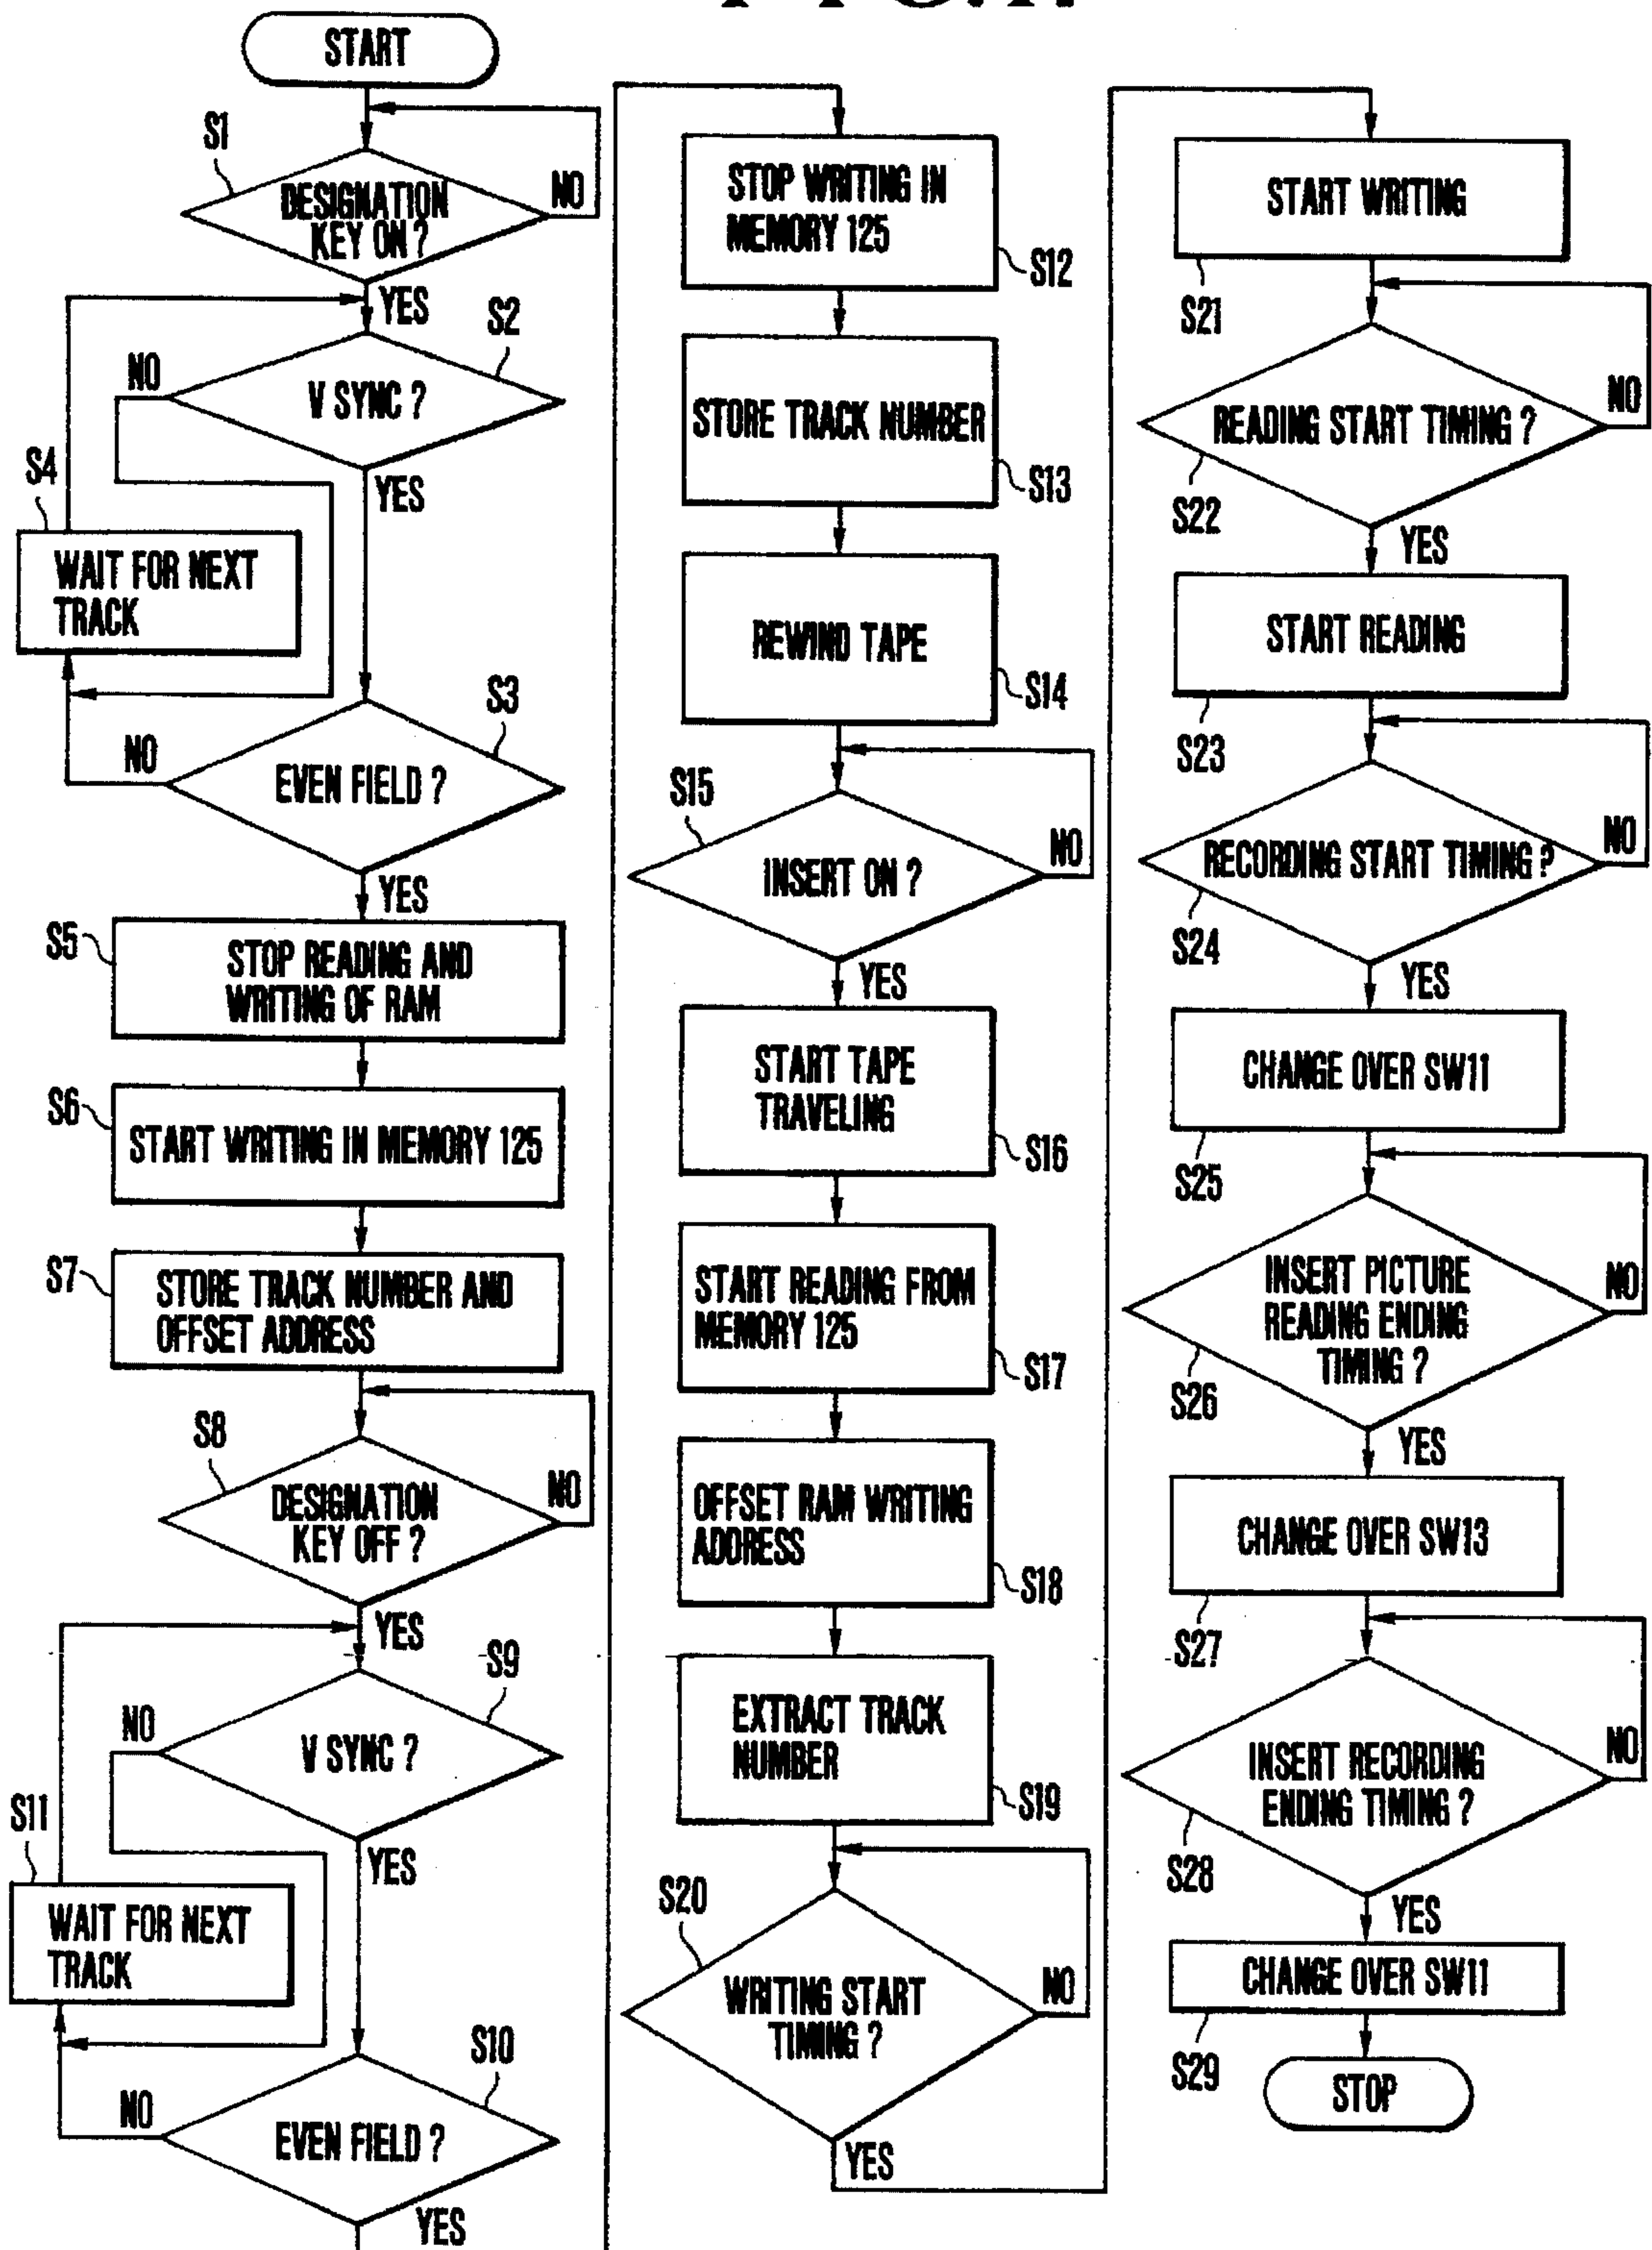 START
S1
DESIGNATION
KEY ON ?
NO
YES
S2
NO
V SYNC ?
YES
S4
WAIT FOR NEXT
TRACK
S3
NO
EVEN FIELD ?
YES
S5
STOP READING AND
WRITING OF RAM
S6
START WRITING IN MEMORY 125
S7
STORE TRACK NUMBER AND
OFFSET ADDRESS
S8
DESIGNATION
KEY OFF ?
NO
YES
S9
NO
V SYNC ?
YES
S11
WAIT FOR NEXT
TRACK
S10
NO
EVEN FIELD ?
YES
STOP WRITING IN
MEMORY 125
S12
STORE TRACK NUMBER
S13
REWIND TAPE
S14
S15
INSERT ON ?
NO
YES
START TAPE
TRAVELING
S16
START READING FROM
MEMORY 125
S17
OFFSET RAM WRITING
ADDRESS
S18
EXTRACT TRACK
NUMBER
S19
S20
WRITING START
TIMING ?
NO
YES
START WRITING
S21
READING START TIMING ?
NO
S22
YES
START READING
S23
RECORDING START TIMING ?
NO
S24
YES
CHANGE OVER SW11
S25
INSERT PICTURE
READING ENDING
TIMING ?
NO
S26
YES
CHANGE OVER SW13
S27
INSERT RECORDING
ENDING TIMING ?
NO
S28
YES
CHANGE OVER SW11
S29
STOP